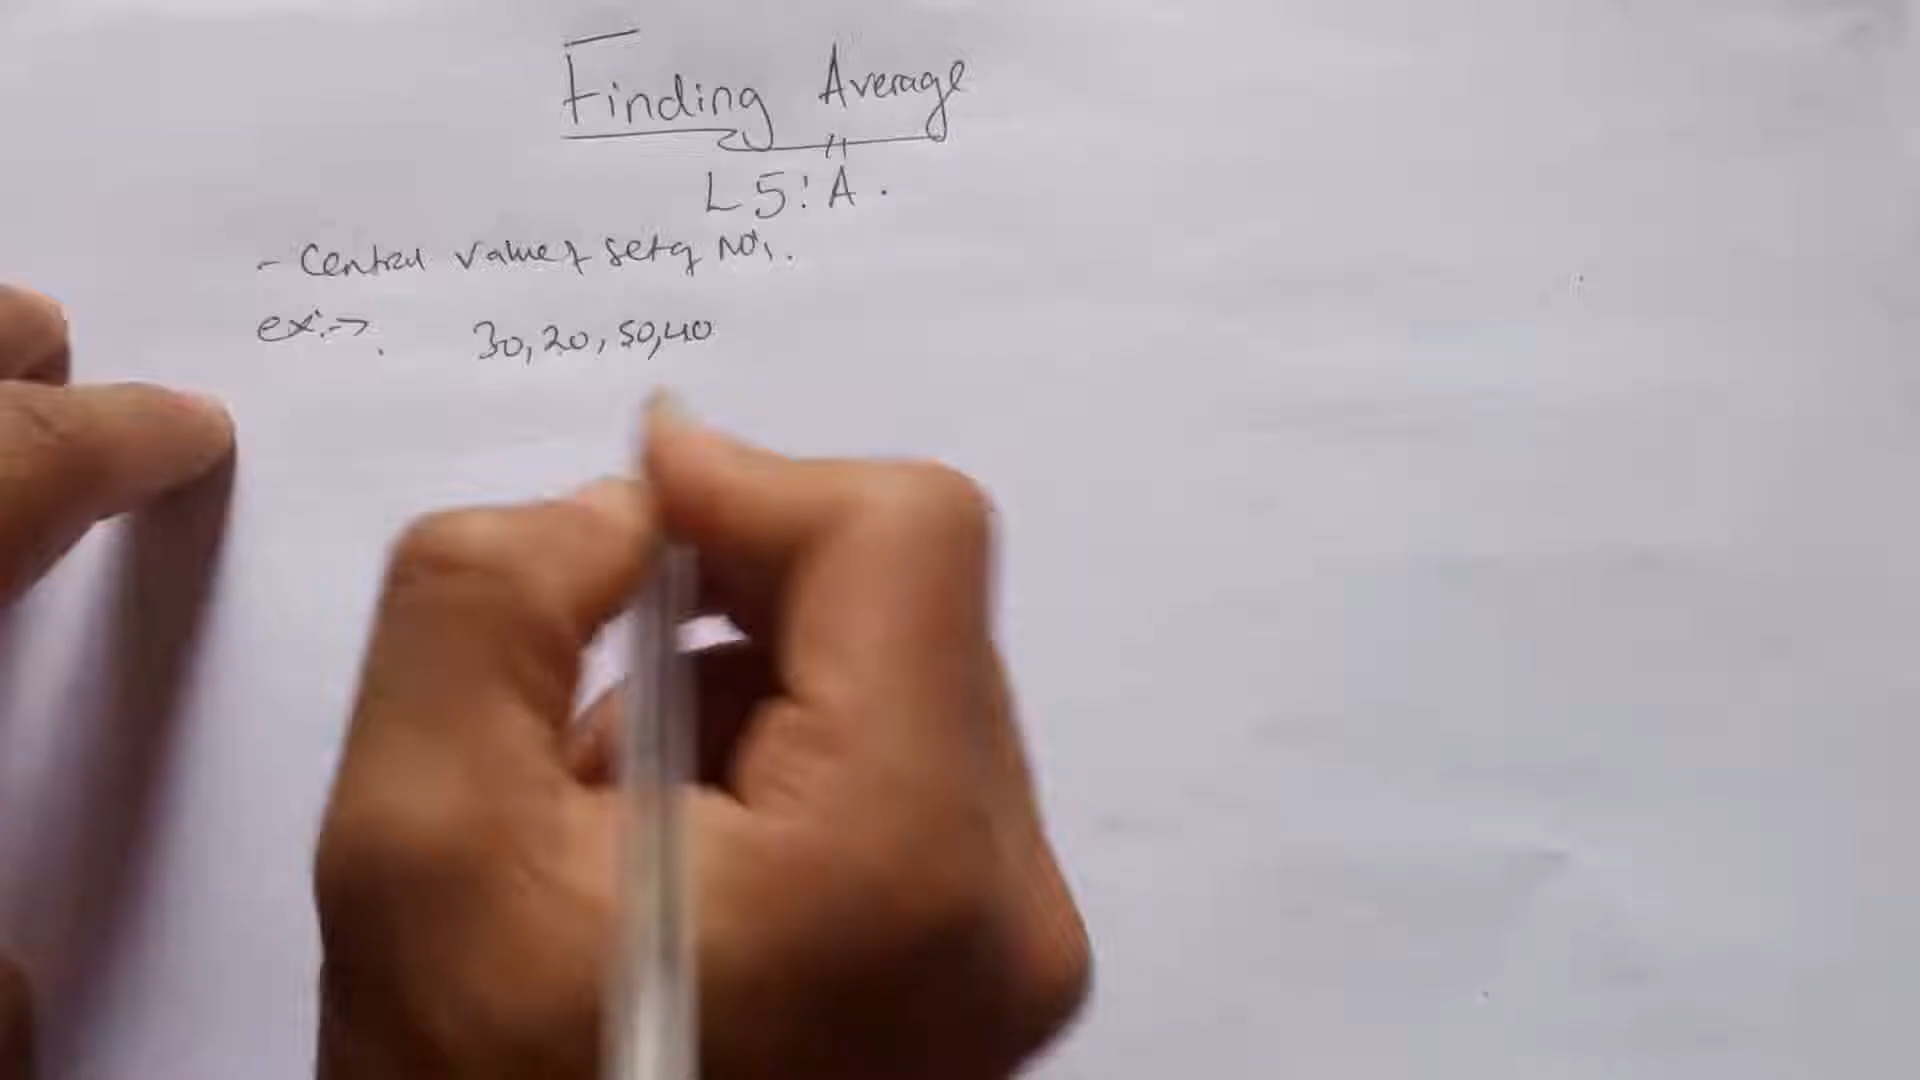 Finding Average
L5:A.
- Central value of set of No's.
ex:-> 30, 20, 50, 40